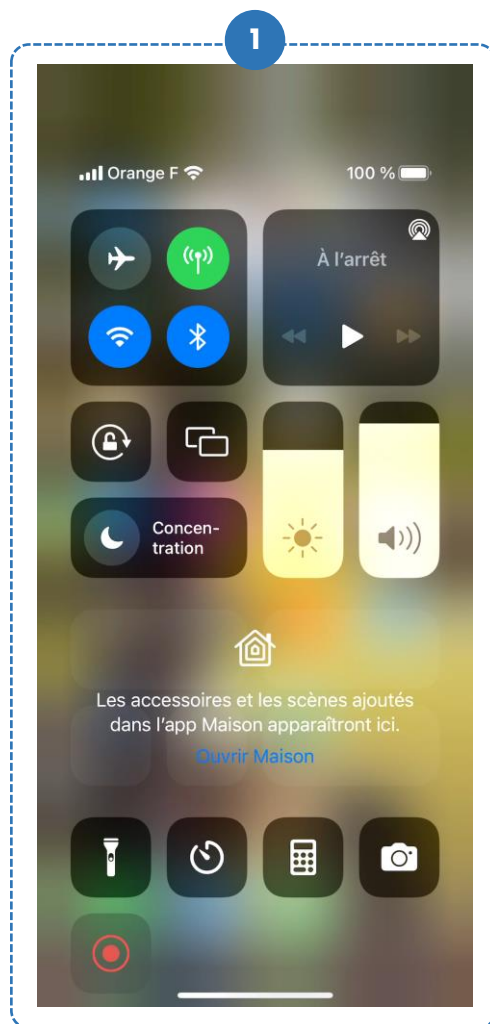 1
Orange F
100 %
À l'arrêt
Concen-
tration
Les accessoires et les scènes ajoutés
dans l'app Maison apparaîtront ici.
Ouvrir Maison